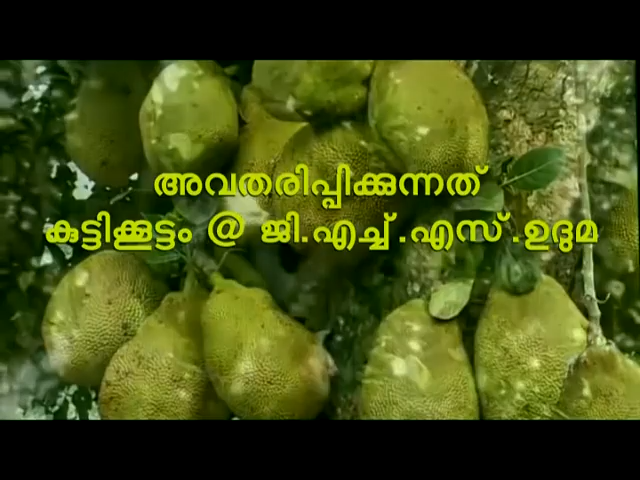 അവതരിപ്പിക്കുന്നത്
കുട്ടിക്കൂട്ടം @ ജി.എച്ച്.എസ്.ഉദുമ